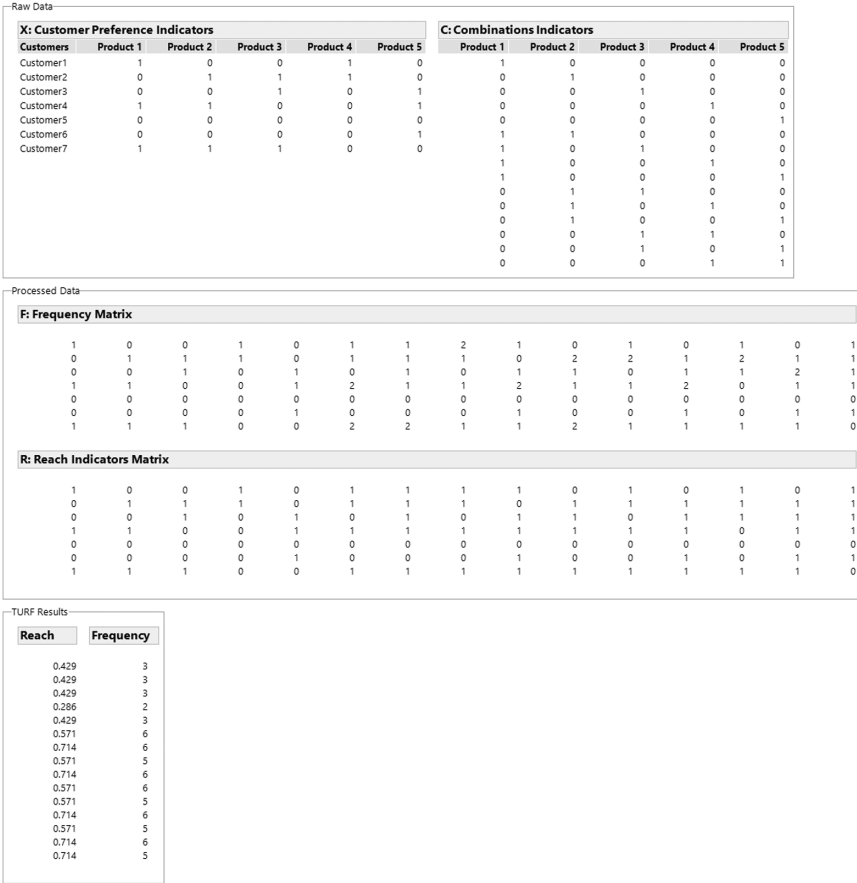 Raw Data
X: Customer Preference Indicators
Customers Product 1 Product 2 Product 3 Product 4 Product 5
Customer1 1 0 0 1 0
Customer2 0 1 1 1 0
Customer3 0 0 1 0 1
Customer4 1 1 0 0 1
Customer5 0 0 0 0 0
Customer6 0 0 0 0 1
Customer7 1 1 1 0 0
C: Combinations Indicators
Product 1 Product 2 Product 3 Product 4 Product 5
1 0 0 0 0
0 1 0 0 0
0 0 1 0 0
0 0 0 1 0
0 0 0 0 1
1 1 0 0 0
1 0 1 0 0
1 0 0 1 0
1 0 0 0 1
0 1 1 0 0
0 1 0 1 0
0 1 0 0 1
0 0 1 1 0
0 0 1 0 1
0 0 0 1 1
Processed Data
F: Frequency Matrix
1 0 0 1 0 1 1 2 1 0 1 0 1 0 1
0 1 1 1 0 1 1 1 0 2 2 1 2 1 1
0 0 1 0 1 0 1 0 1 1 0 1 1 2 1
1 1 0 0 1 2 1 1 2 1 1 2 0 1 1
0 0 0 0 0 0 0 0 0 0 0 0 0 0 0
0 0 0 0 1 0 0 0 1 0 0 1 0 1 1
1 1 1 0 0 2 2 1 1 2 1 1 1 1 0
R: Reach Indicators Matrix
1 0 0 1 0 1 1 1 1 0 1 0 1 0 1
0 1 1 1 0 1 1 1 0 1 1 1 1 1 1
0 0 1 0 1 0 1 0 1 1 0 1 1 1 1
1 1 0 0 1 1 1 1 1 1 1 1 0 1 1
0 0 0 0 0 0 0 0 0 0 0 0 0 0 0
0 0 0 0 1 0 0 0 1 0 0 1 0 1 1
1 1 1 0 0 1 1 1 1 1 1 1 1 1 0
TURF Results
Reach Frequency
0.429 3
0.429 3
0.429 3
0.286 2
0.429 3
0.571 6
0.714 6
0.571 5
0.714 6
0.571 6
0.571 5
0.714 6
0.571 5
0.714 6
0.714 5